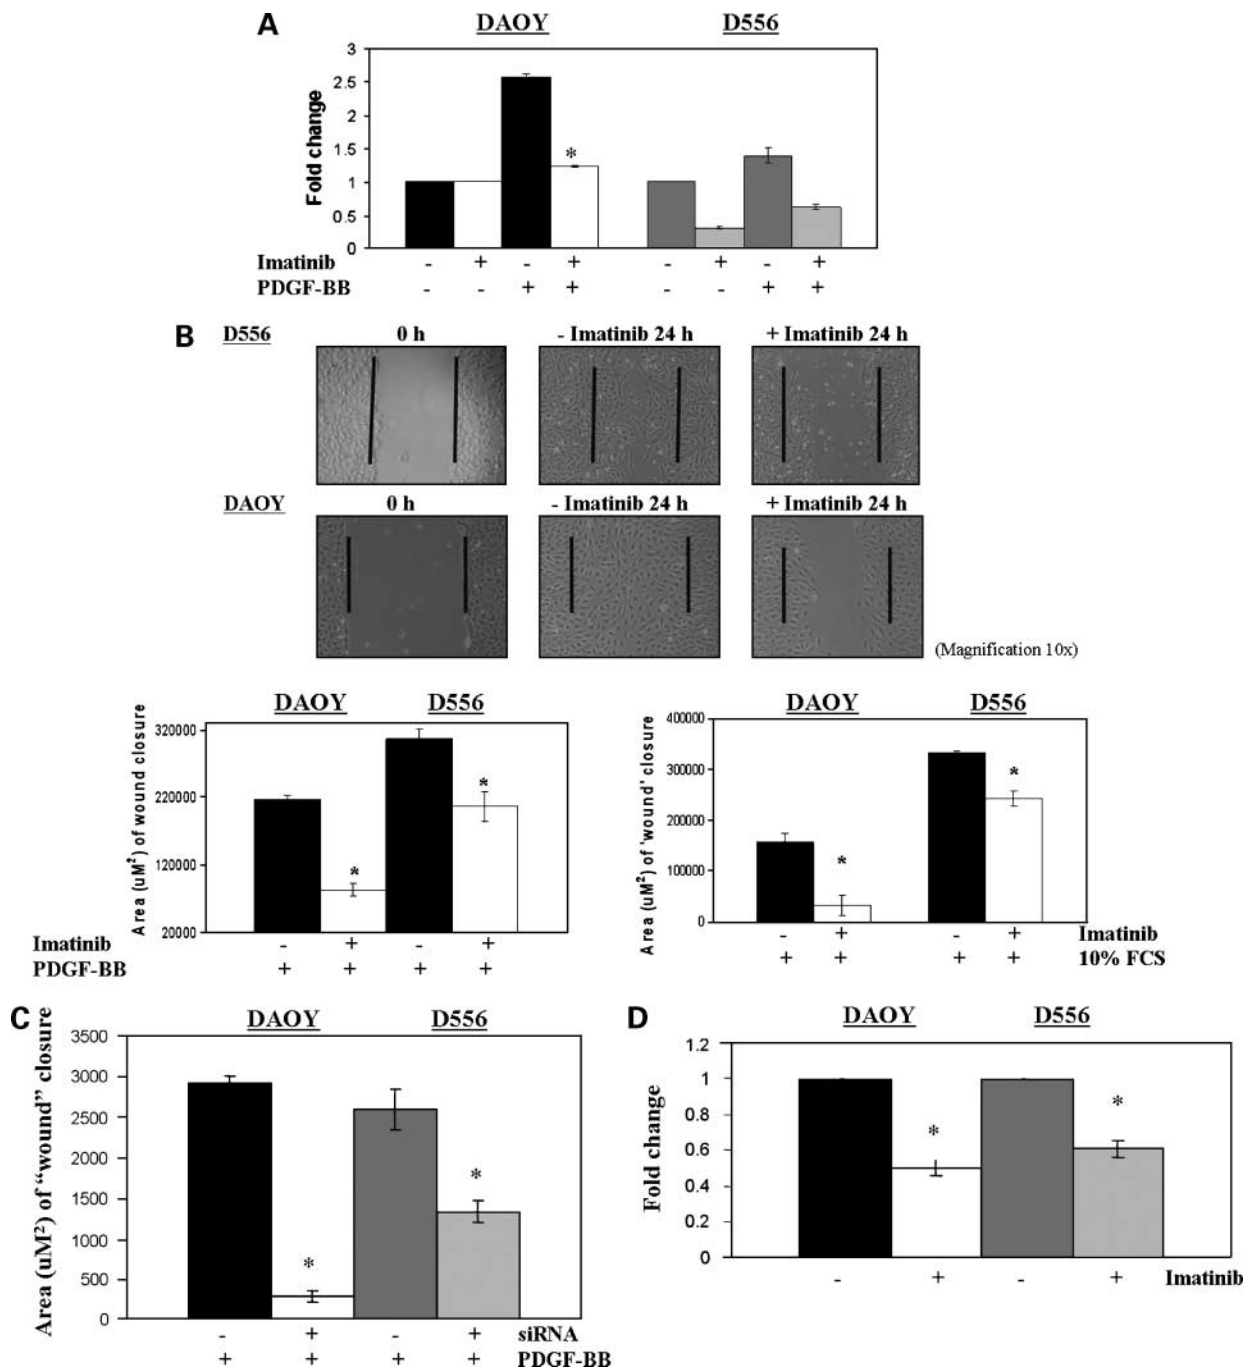 A
DAOY D556
Fold change
3
2.5
2
1.5
1
0.5
0
*
Imatinib - + - + - + - +
PDGF-BB - - + + - - + +
B
D556 0 h - Imatinib 24 h + Imatinib 24 h
DAOY 0 h - Imatinib 24 h + Imatinib 24 h
(Magnification 10x)
DAOY D556
Area (uM²) of wound closure
320000
220000
120000
20000
* *
Imatinib - + - +
PDGF-BB + + + +
DAOY D556
Area (uM²) of 'wound' closure
400000
300000
200000
100000
0
* *
- + - + Imatinib
+ + + + 10% FCS
C
DAOY D556
Area (uM²) of “wound” closure
3500
3000
2500
2000
1500
1000
500
0
* *
- + - + siRNA
+ + + + PDGF-BB
D
DAOY D556
Fold change
1.2
1
0.8
0.6
0.4
0.2
0
* *
- + - + Imatinib